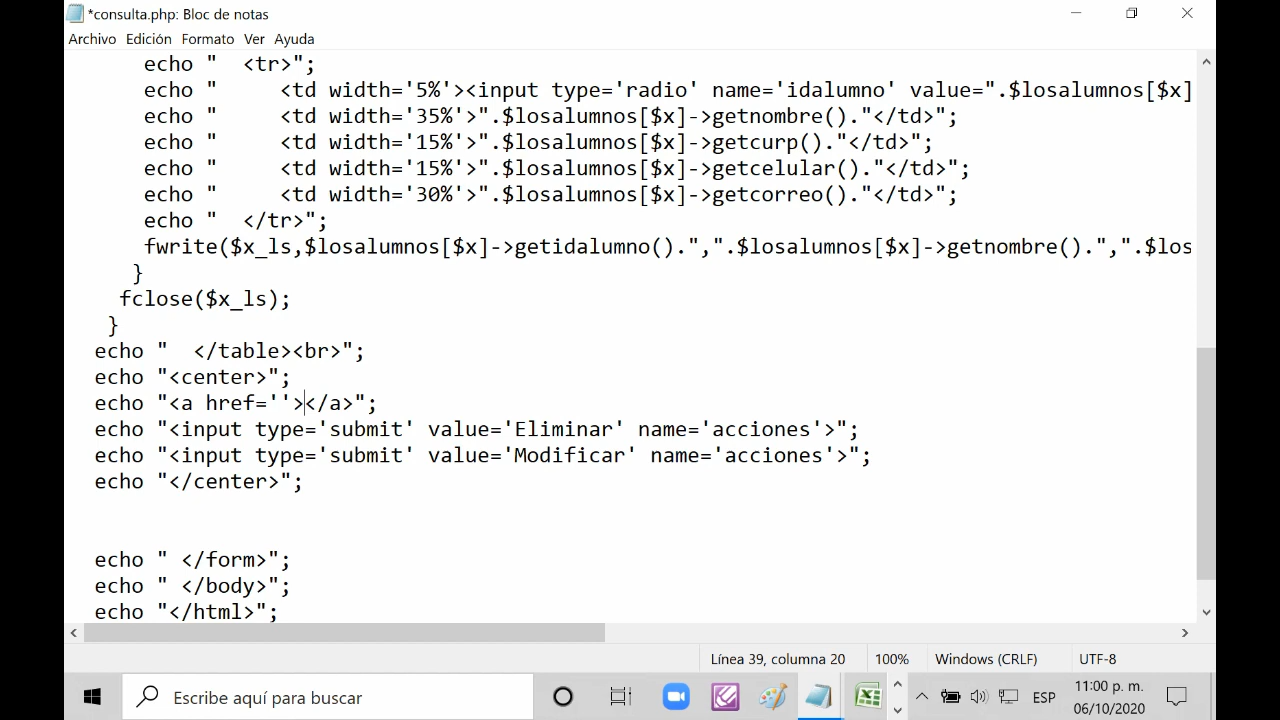 *consulta.php: Bloc de notas
Archivo Edición Formato Ver Ayuda
echo "  <tr>";
echo "     <td width='5%'><input type='radio' name='idalumno' value=".$losalumnos[$x]
echo "     <td width='35%'>".$losalumnos[$x]->getnombre()."</td>";
echo "     <td width='15%'>".$losalumnos[$x]->getcurp()."</td>";
echo "     <td width='15%'>".$losalumnos[$x]->getcelular()."</td>";
echo "     <td width='30%'>".$losalumnos[$x]->getcorreo()."</td>";
echo "  </tr>";
fwrite($x_ls,$losalumnos[$x]->getidalumno().",".$losalumnos[$x]->getnombre().",".$los
}
fclose($x_ls);
}
echo "  </table><br>";
echo "<center>";
echo "<a href=''></a>";
echo "<input type='submit' value='Eliminar' name='acciones'>";
echo "<input type='submit' value='Modificar' name='acciones'>";
echo "</center>";
echo " </form>";
echo " </body>";
echo "</html>";
Línea 39, columna 20 100% Windows (CRLF) UTF-8
Escribe aquí para buscar
ESP
11:00 p. m.
06/10/2020